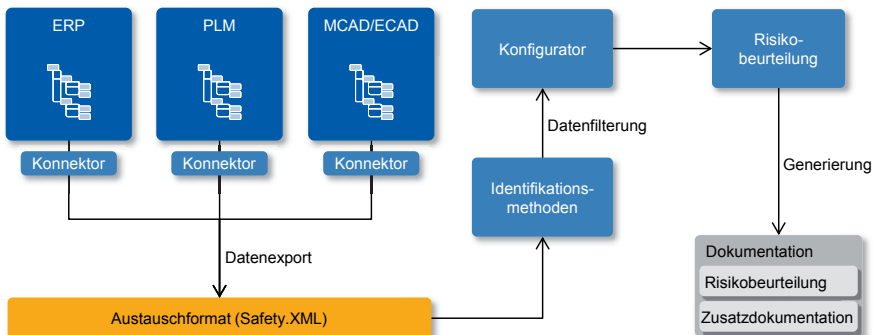 ERP
PLM
MCAD/ECAD
Konnektor
Konnektor
Konnektor
Datenexport
Austauschformat (Safety.XML)
Identifikations-
methoden
Datenfilterung
Konfigurator
Risiko-
beurteilung
Generierung
Dokumentation
Risikobeurteilung
Zusatzdokumentation